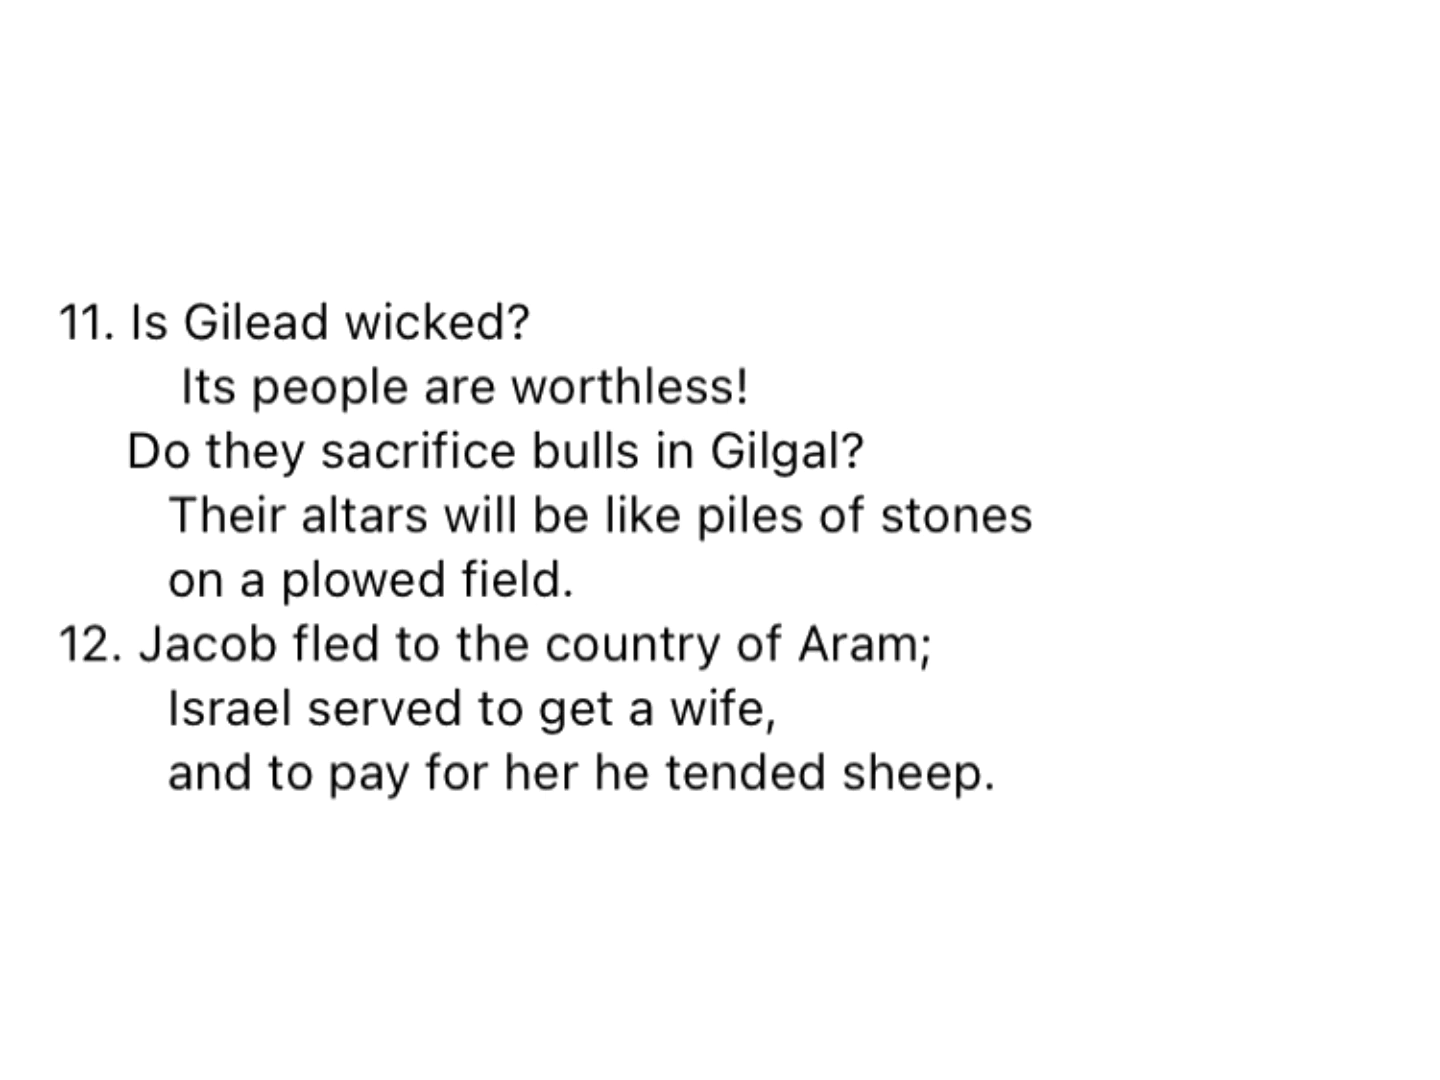 11. Is Gilead wicked?
Its people are worthless!
Do they sacrifice bulls in Gilgal?
Their altars will be like piles of stones
on a plowed field.
12. Jacob fled to the country of Aram;
Israel served to get a wife,
and to pay for her he tended sheep.